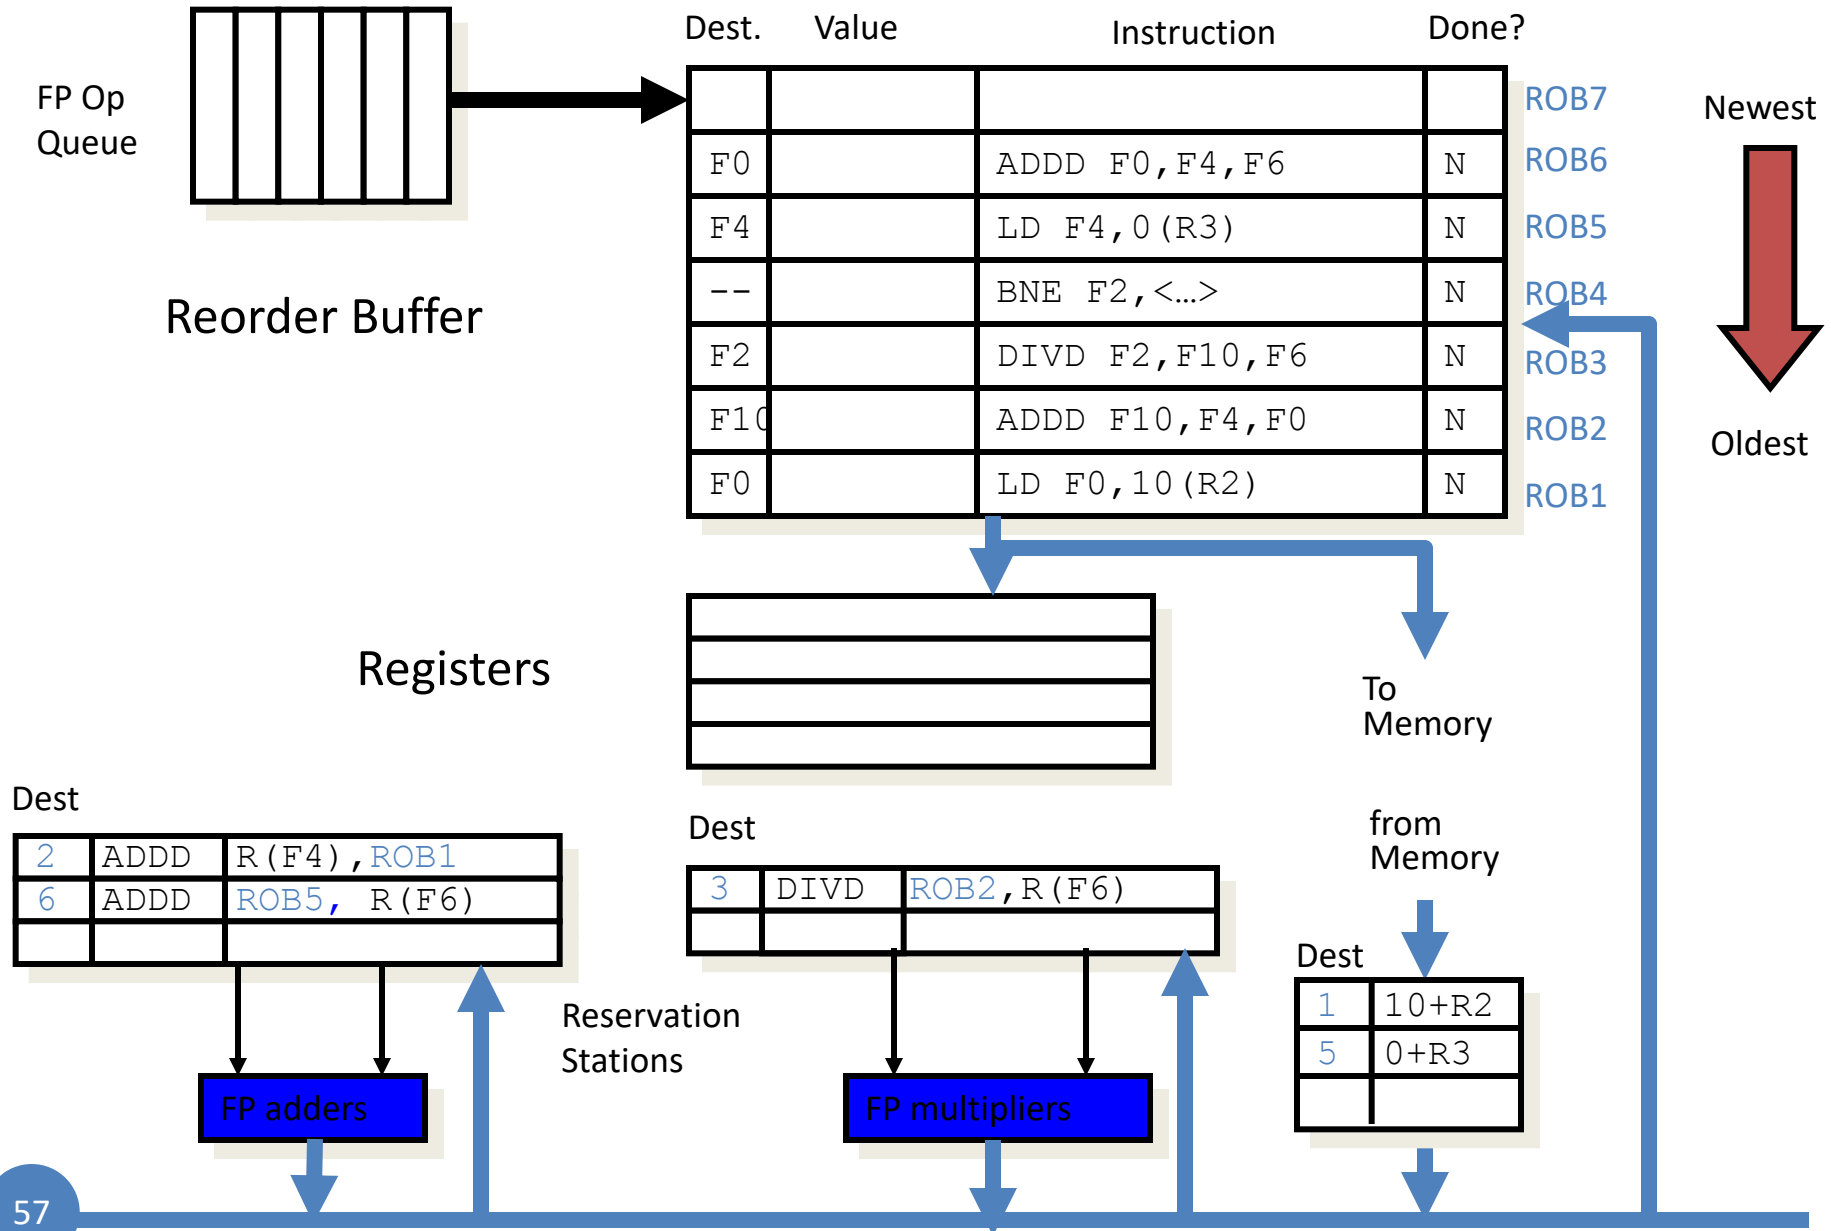 Dest. Value Instruction Done?
FP Op
Queue
ROB7
Newest
F0 ADDD F0,F4,F6 N ROB6
F4 LD F4,0(R3) N ROB5
-- BNE F2,<…> N ROB4
Reorder Buffer
F2 DIVD F2,F10,F6 N ROB3
F10 ADDD F10,F4,F0 N ROB2
Oldest
F0 LD F0,10(R2) N ROB1
Registers
To
Memory
Dest
2 ADDD R(F4),ROB1
6 ADDD ROB5, R(F6)
Dest
3 DIVD ROB2,R(F6)
from
Memory
Dest
1 10+R2
5 0+R3
Reservation
Stations
FP adders
FP multipliers
57